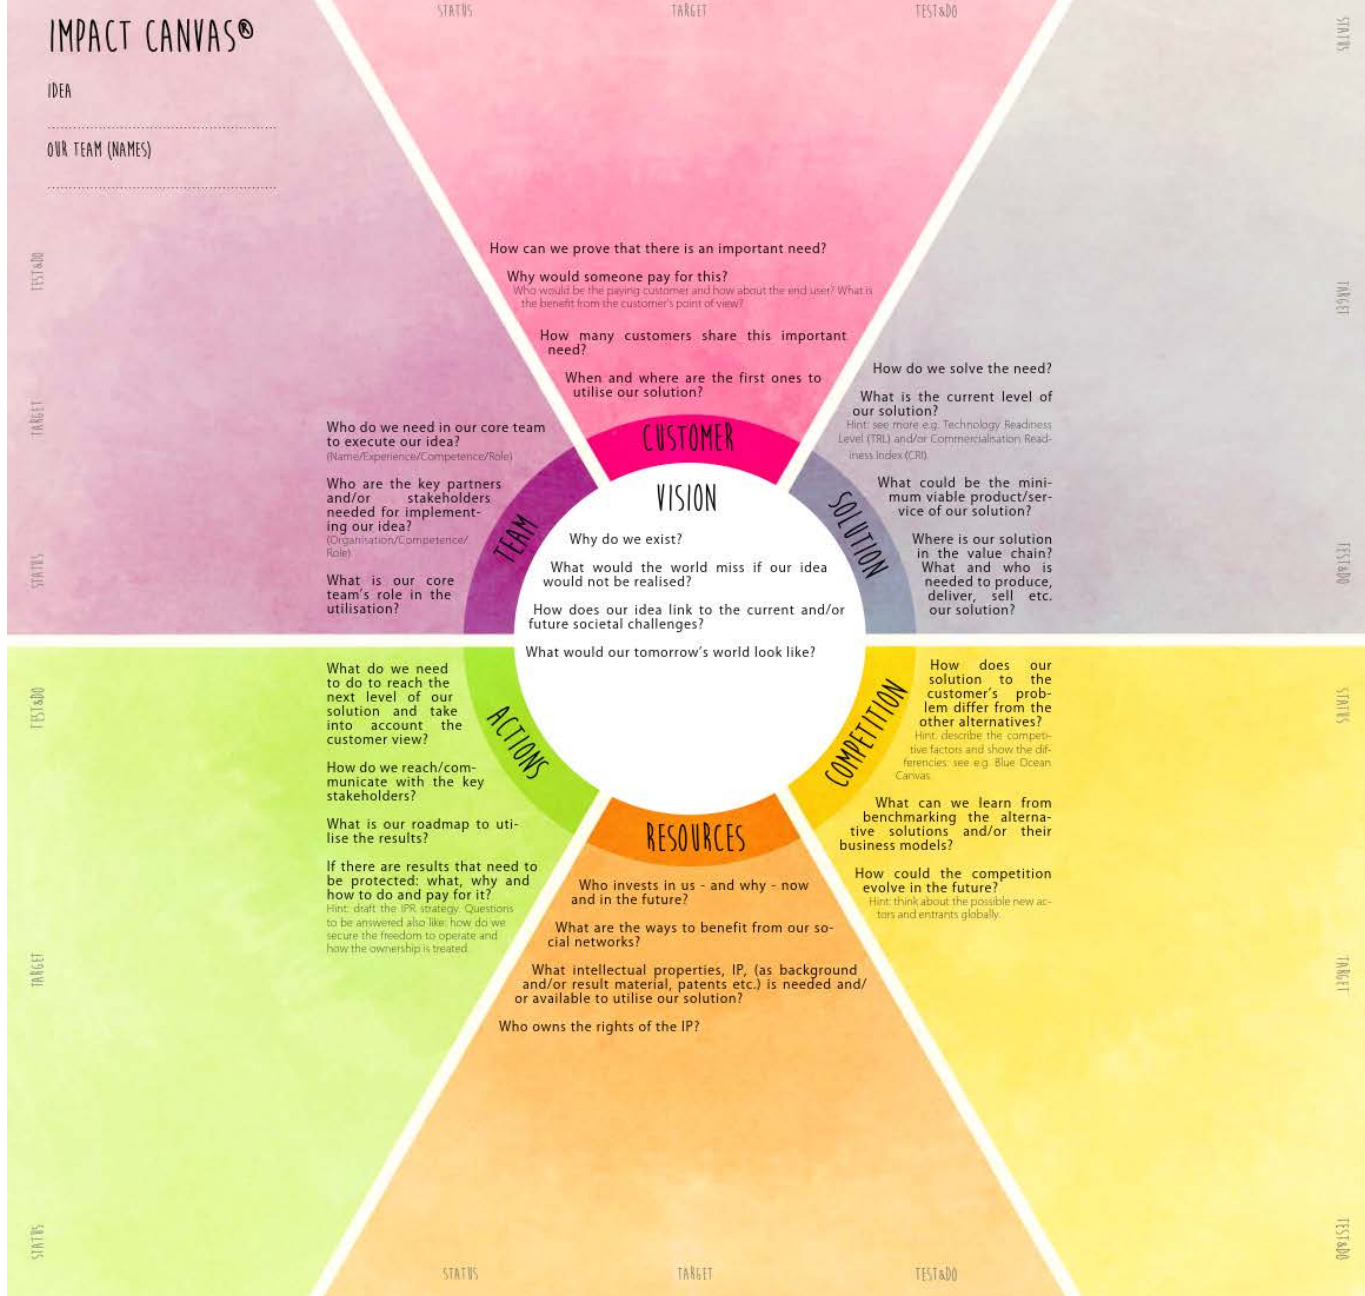 IMPACT CANVAS®
IDEA
OUR TEAM (NAMES)
STATUS
TARGET
TEST&DO
How can we prove that there is an important need?
Why would someone pay for this?
Who would be the paying customer and how about the end user? What is
the benefit from the customer's point of view?
How many customers share this important
need?
When and where are the first ones to
utilise our solution?
CUSTOMER
STATUS
TARGET
TEST&DO
How do we solve the need?
What is the current level of
our solution?
Hint: see more e.g. Technology Readiness
Level (TRL) and/or Commercialisation Read-
iness Index (CRI).
What could be the mini-
mum viable product/ser-
vice of our solution?
Where is our solution
in the value chain?
What and who is
needed to produce,
deliver, sell etc.
our solution?
SOLUTION
TEST&DO
TARGET
STATUS
Who do we need in our core team
to execute our idea?
(Name/Experience/Competence/Role)
Who are the key partners
and/or stakeholders
needed for implement-
ing our idea?
(Organisation/Competence/
Role)
What is our core
team's role in the
utilisation?
TEAM
VISION
Why do we exist?
What would the world miss if our idea
would not be realised?
How does our idea link to the current and/or
future societal challenges?
What would our tomorrow's world look like?
TEST&DO
TARGET
STATUS
What do we need
to do to reach the
next level of our
solution and take
into account the
customer view?
How do we reach/com-
municate with the key
stakeholders?
What is our roadmap to uti-
lise the results?
If there are results that need to
be protected: what, why and
how to do and pay for it?
Hint: draft the IPR strategy. Questions
to be answered also like: how do we
secure the freedom to operate and
how the ownership is treated.
ACTIONS
COMPETITION
How does our
solution to the
customer's prob-
lem differ from the
other alternatives?
Hint: describe the competi-
tive factors and show the dif-
ferencies: see e.g. Blue Ocean
Canvas.
What can we learn from
benchmarking the alterna-
tive solutions and/or their
business models?
How could the competition
evolve in the future?
Hint: think about the possible new ac-
tors and entrants globally.
STATUS
TARGET
TEST&DO
RESOURCES
Who invests in us - and why - now
and in the future?
What are the ways to benefit from our so-
cial networks?
What intellectual properties, IP, (as background
and/or result material, patents etc.) is needed and/
or available to utilise our solution?
Who owns the rights of the IP?
STATUS
TARGET
TEST&DO